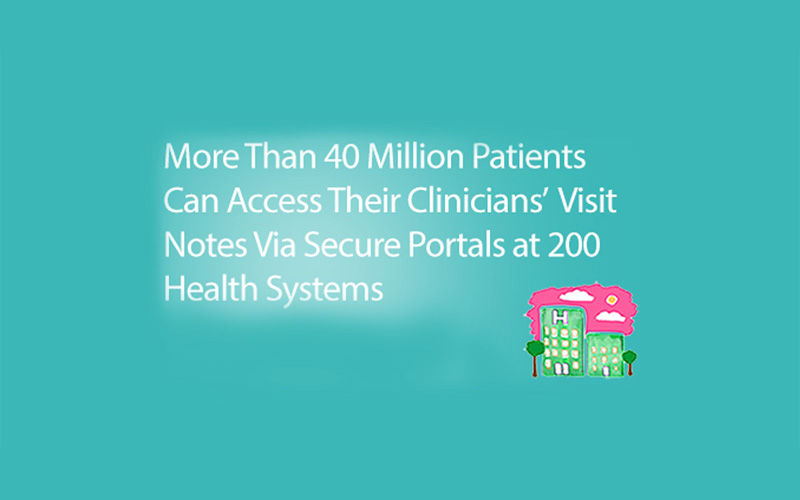 More Than 40 Million Patients
Can Access Their Clinicians’ Visit
Notes Via Secure Portals at 200
Health Systems
H